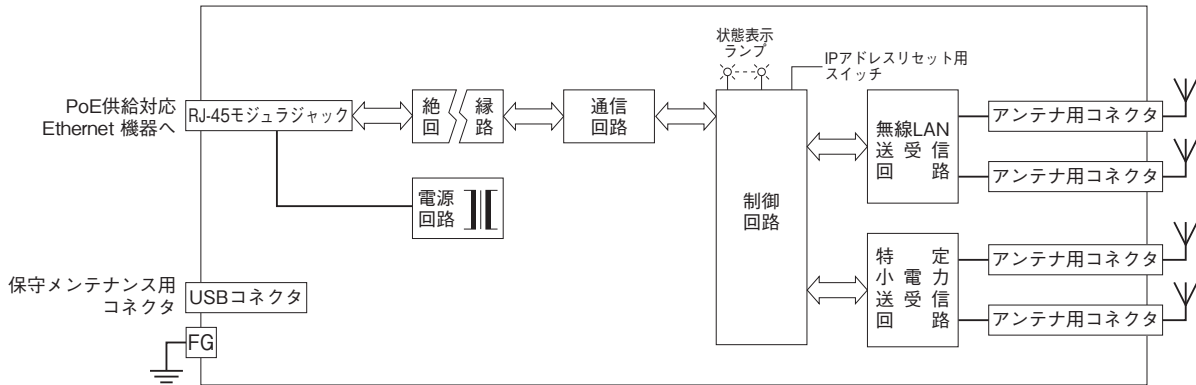 状態表示
ランプ
IPアドレスリセット用
スイッチ
PoE供給対応
Ethernet 機器へ
RJ-45モジュラジャック
絶 縁
回 路
通信
回路
電源
回路
制御
回路
無線LAN
送 受 信
回 路
アンテナ用コネクタ
アンテナ用コネクタ
特 定
小 電 力
送 受 信
回 路
アンテナ用コネクタ
アンテナ用コネクタ
保守メンテナンス用
コネクタ
USBコネクタ
FG